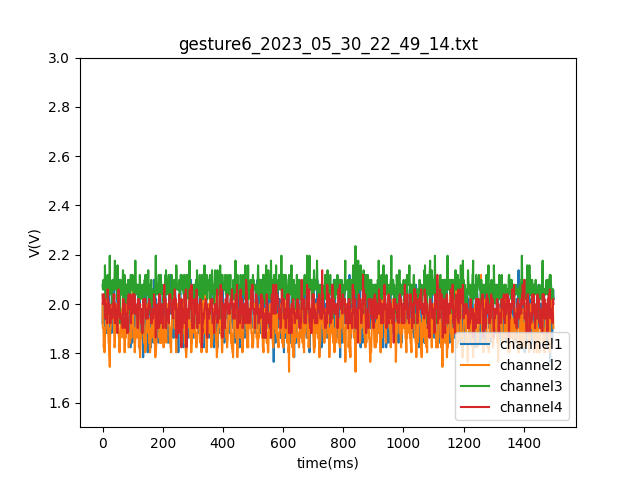 gesture6_2023_05_30_22_49_14.txt
V(V)
3.0
2.8
2.6
2.4
2.2
2.0
1.8
1.6
channel1
channel2
channel3
channel4
0 200 400 600 800 1000 1200 1400
time(ms)